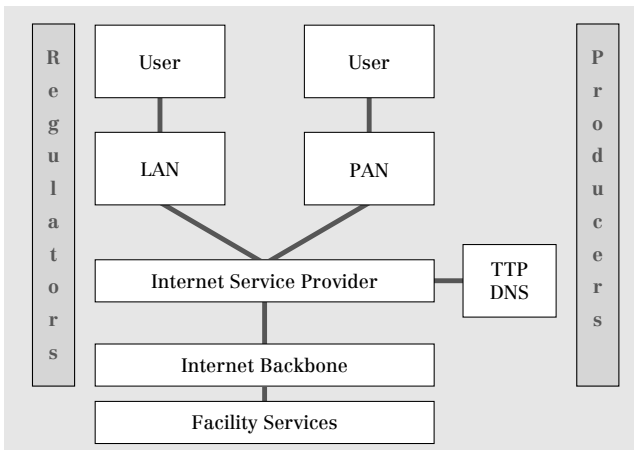 Regulators
User
User
Producers
LAN
PAN
Internet Service Provider
TTP
DNS
Internet Backbone
Facility Services